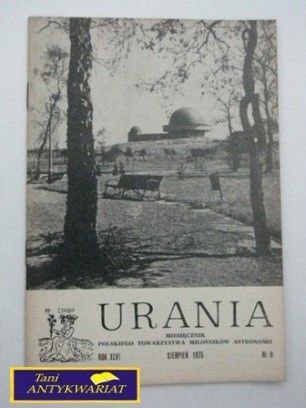 URANIA
MIESIĘCZNIK
POLSKIEGO TOWARZYSTWA MIŁOŚNIKÓW ASTRONOMII
ROK XLVI SIERPIEŃ 1975 Nr 8
Tani
ANTYKWARIAT